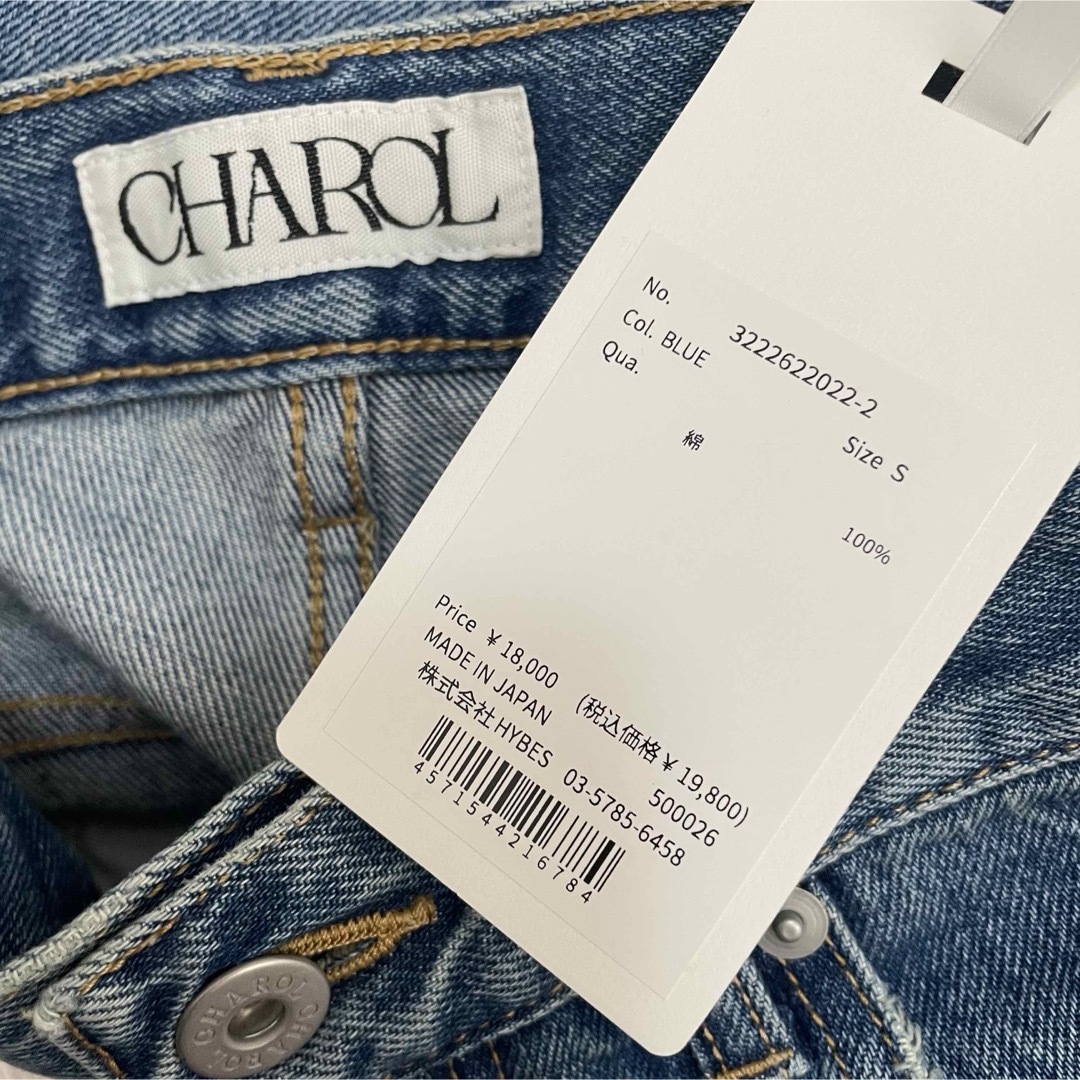 CHAROL
No. 3222622022-2
Col. BLUE Size S
Qua.
綿 100%
Price ¥18,000 (税込価格¥19,800)
MADE IN JAPAN 500026
株式会社HYBES 03-5785-6458
4571544216784
CHAROL CHAROL